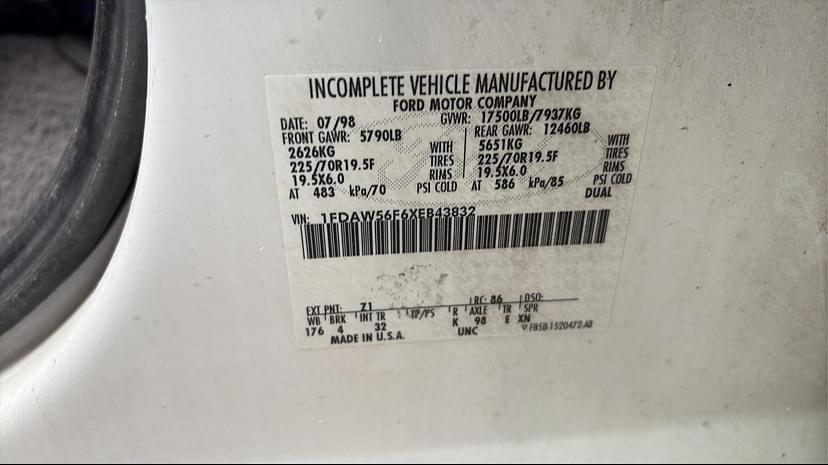 INCOMPLETE VEHICLE MANUFACTURED BY
FORD MOTOR COMPANY
DATE: 07/98 GVWR: 17500LB/7937KG
FRONT GAWR: 5790LB REAR GAWR: 12460LB
2626KG WITH 5651KG WITH
225/70R19.5F TIRES 225/70R19.5F TIRES
19.5X6.0 RIMS 19.5X6.0 RIMS
AT 483 kPa/70 PSI COLD AT 586 kPa/85 PSI COLD
DUAL
VIN: 1FDAW56F6XEB43832
EXT PNT: Z1 RC: 86 DSO:
WB BRK INT TR TP/PS R AXLE TR SPR
176 4 32 K 98 E XN
MADE IN U.S.A. UNC